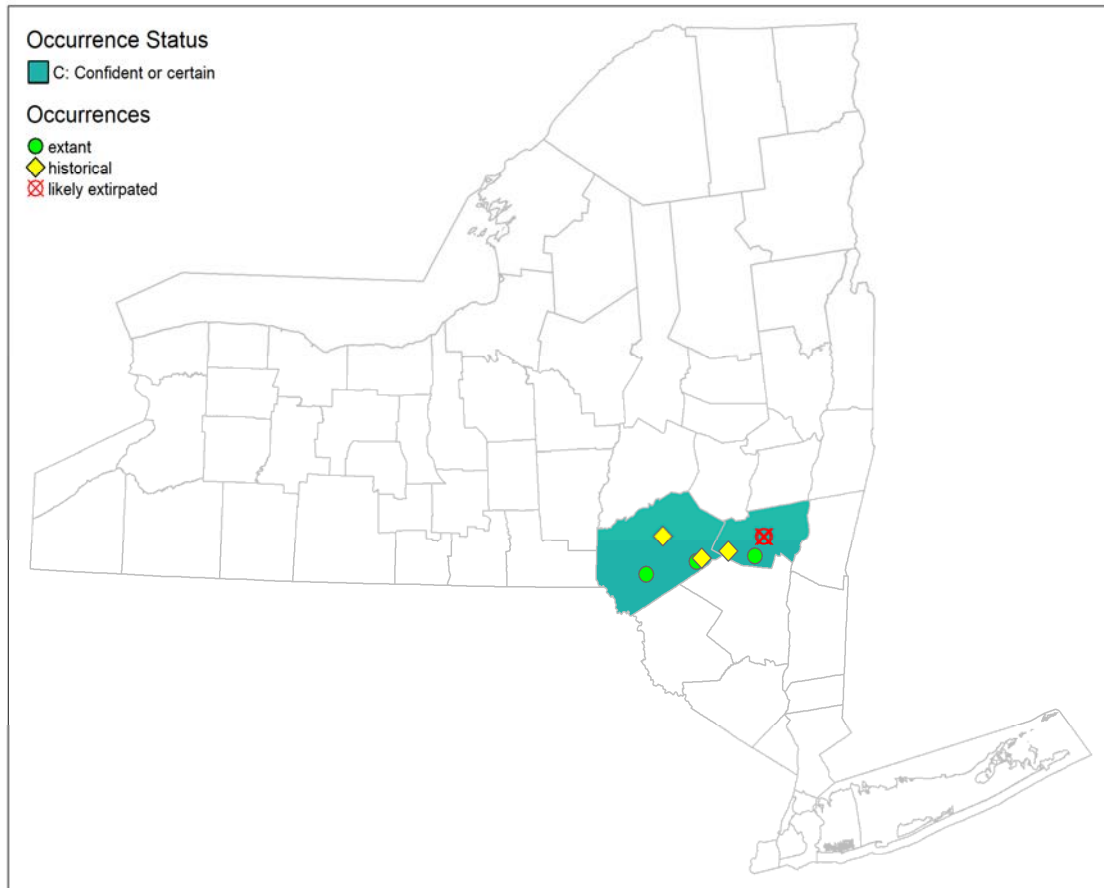 Occurrence Status
C: Confident or certain
Occurrences
extant
historical
likely extirpated